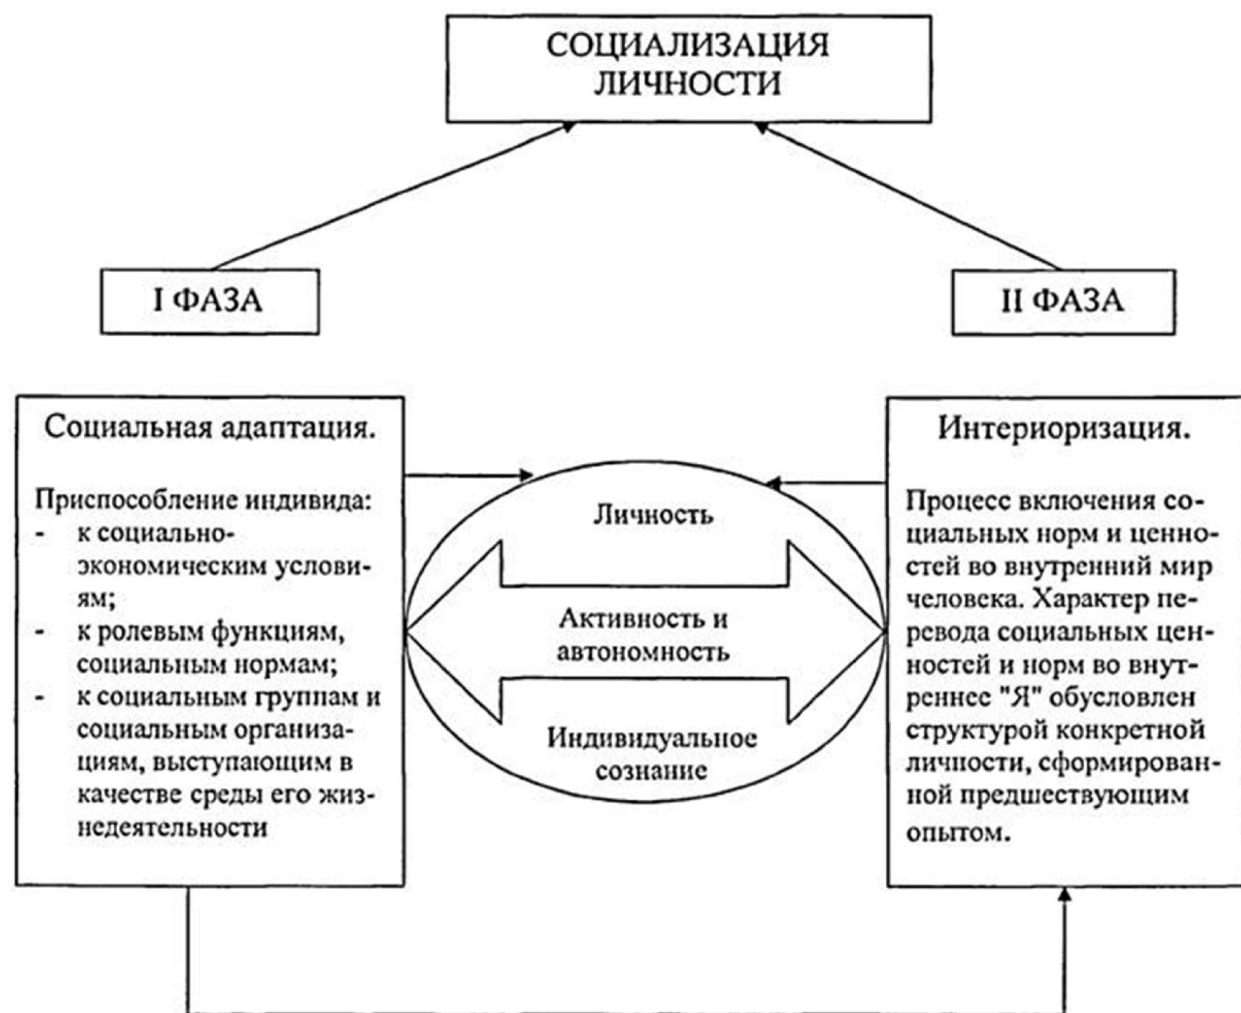 СОЦИАЛИЗАЦИЯ
ЛИЧНОСТИ
I ФАЗА
II ФАЗА
Социальная адаптация.
Приспособление индивида:
- к социально-
экономическим услови-
ям;
- к ролевым функциям,
социальным нормам;
- к социальным группам и
социальным организа-
циям, выступающим в
качестве среды его жиз-
недеятельности
Личность
Активность и
автономность
Индивидуальное
сознание
Интериоризация.
Процесс включения со-
циальных норм и ценно-
стей во внутренний мир
человека. Характер пе-
ревода социальных цен-
ностей и норм во внут-
реннее "Я" обусловлен
структурой конкретной
личности, сформирован-
ной предшествующим
опытом.